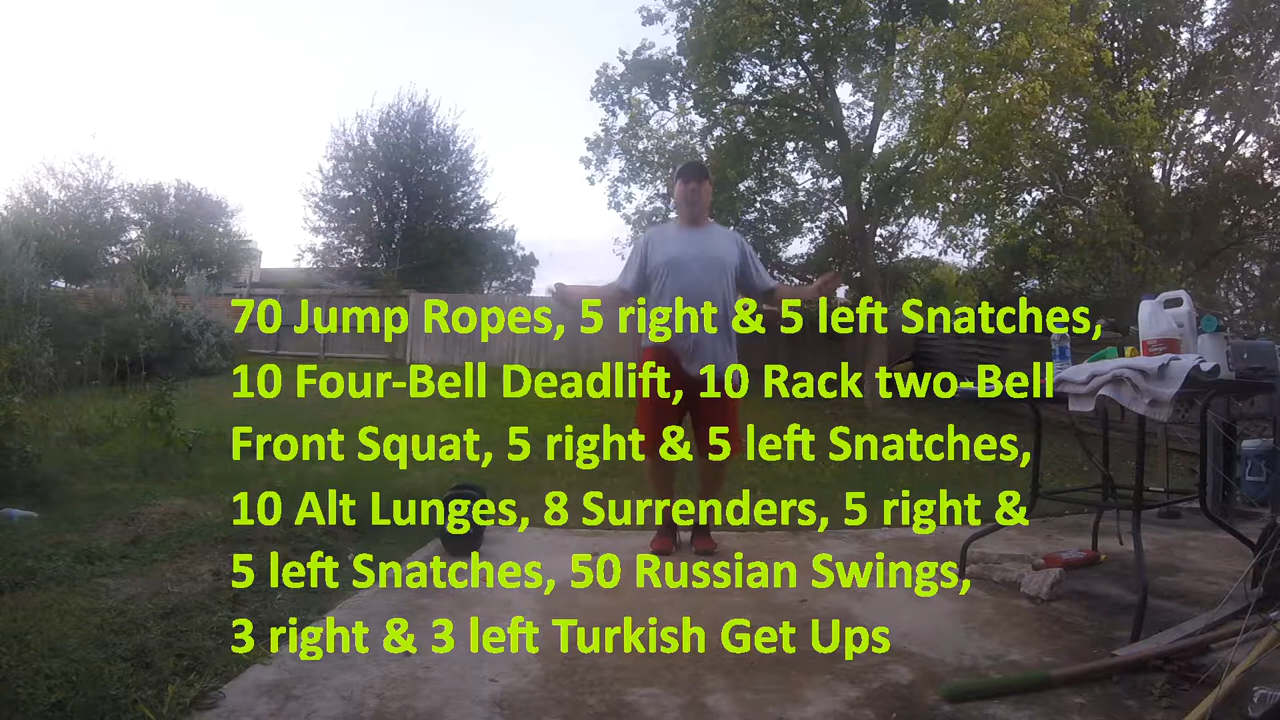 70 Jump Ropes, 5 right & 5 left Snatches,
10 Four-Bell Deadlift, 10 Rack two-Bell
Front Squat, 5 right & 5 left Snatches,
10 Alt Lunges, 8 Surrenders, 5 right &
5 left Snatches, 50 Russian Swings,
3 right & 3 left Turkish Get Ups